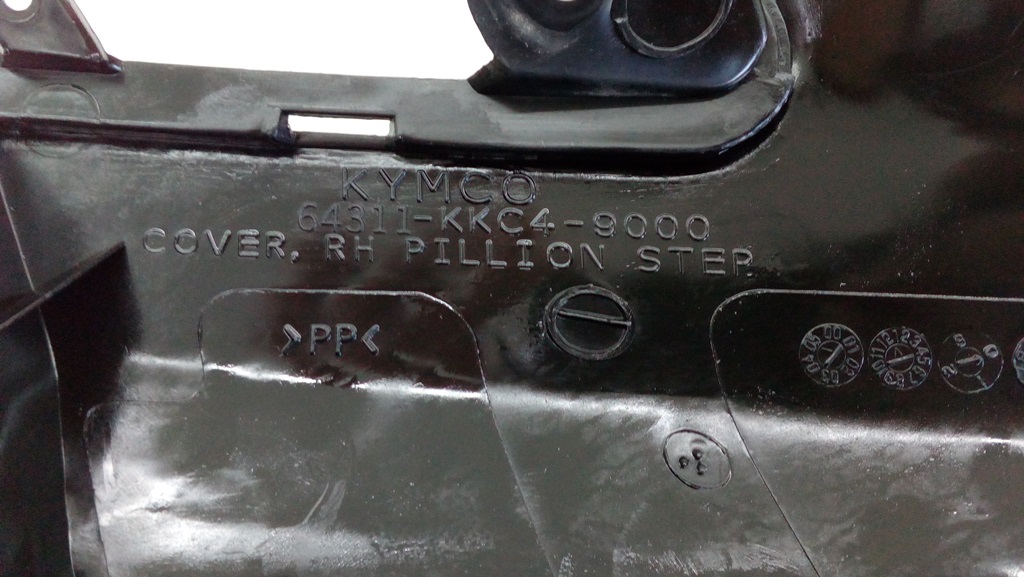 KYMCO
64311-KKC4-9000
COVER, RH PILLION STEP
>PP<